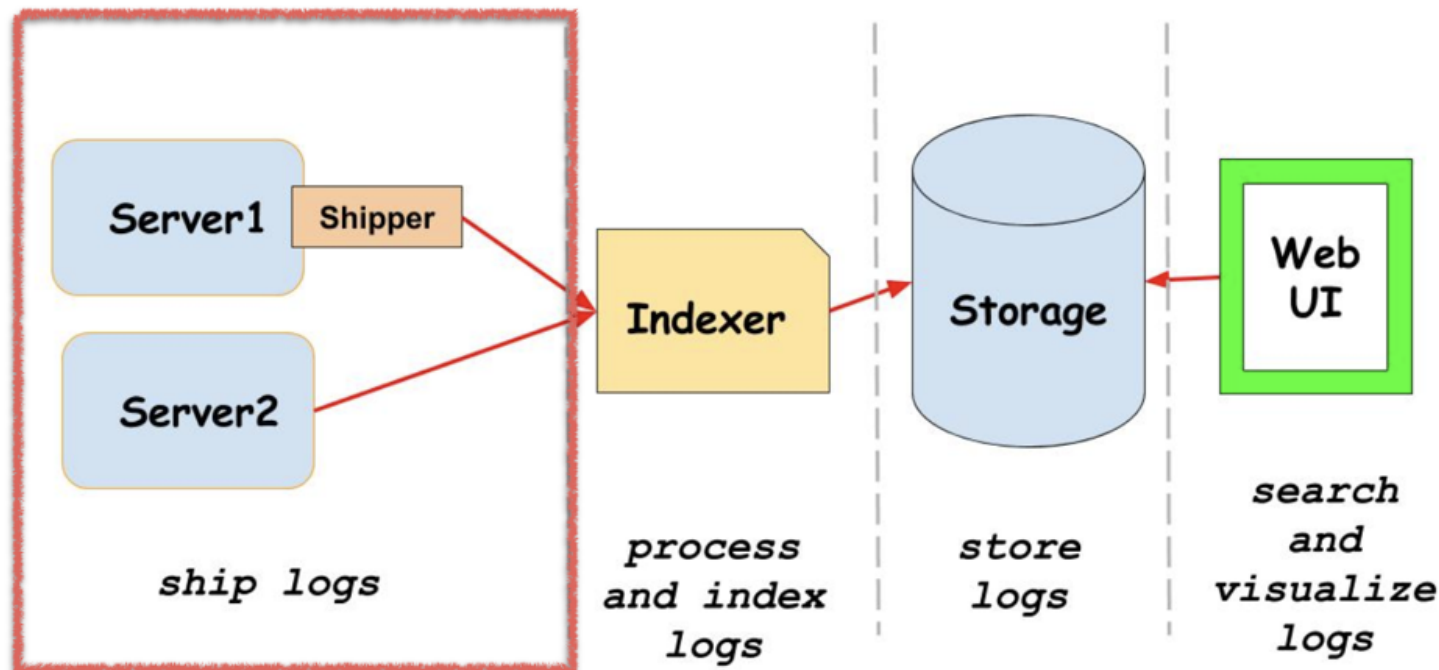 Server1
Shipper
Server2
ship logs
Indexer
process
and index
logs
Storage
store
logs
Web
UI
search
and
visualize
logs